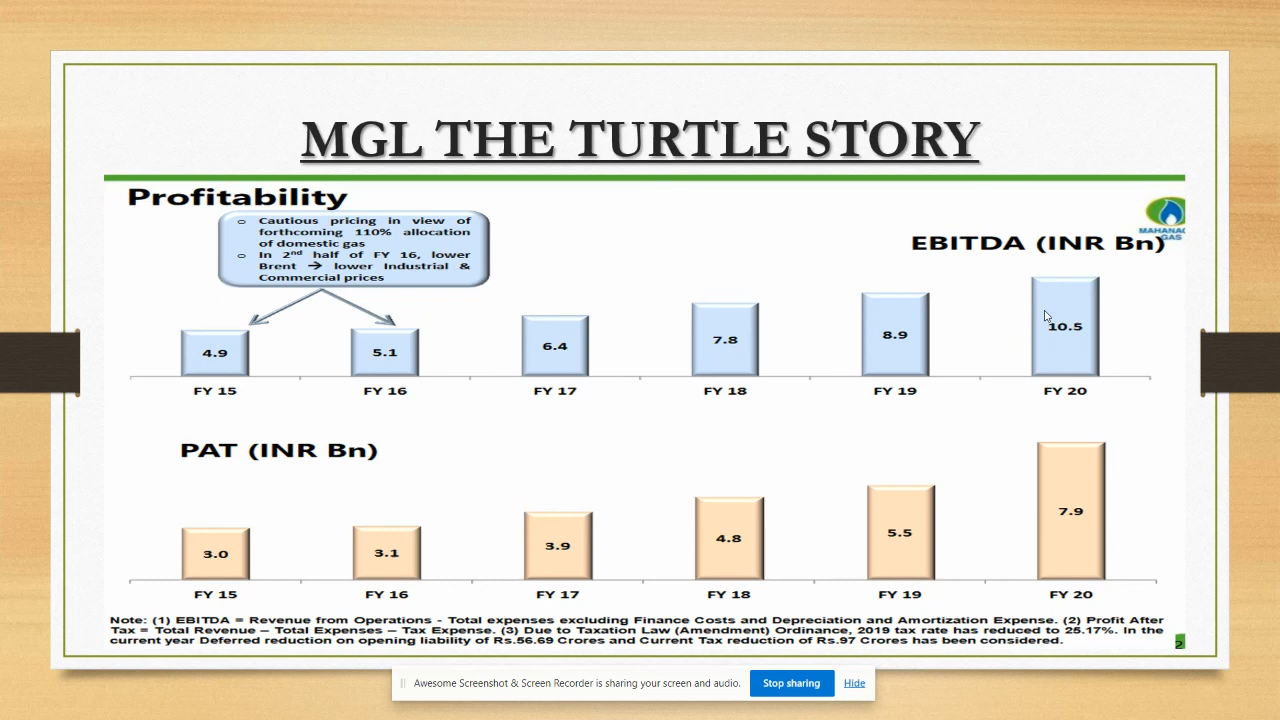 MGL THE TURTLE STORY
Profitability
o Cautious pricing in view of
forthcoming 110% allocation
of domestic gas
o In 2nd half of FY 16, lower
Brent → lower Industrial &
Commercial prices
MAHANAG
GAS
EBITDA (INR Bn)
4.9
5.1
6.4
7.8
8.9
10.5
FY 15
FY 16
FY 17
FY 18
FY 19
FY 20
PAT (INR Bn)
3.0
3.1
3.9
4.8
5.5
7.9
FY 15
FY 16
FY 17
FY 18
FY 19
FY 20
Note: (1) EBITDA = Revenue from Operations - Total expenses excluding Finance Costs and Depreciation and Amortization Expense. (2) Profit After
Tax = Total Revenue – Total Expenses – Tax Expense. (3) Due to Taxation Law (Amendment) Ordinance, 2019 tax rate has reduced to 25.17%. In the
current year Deferred reduction on opening liability of Rs.56.69 Crores and Current Tax reduction of Rs.97 Crores has been considered.
2
Awesome Screenshot & Screen Recorder is sharing your screen and audio.
Stop sharing
Hide